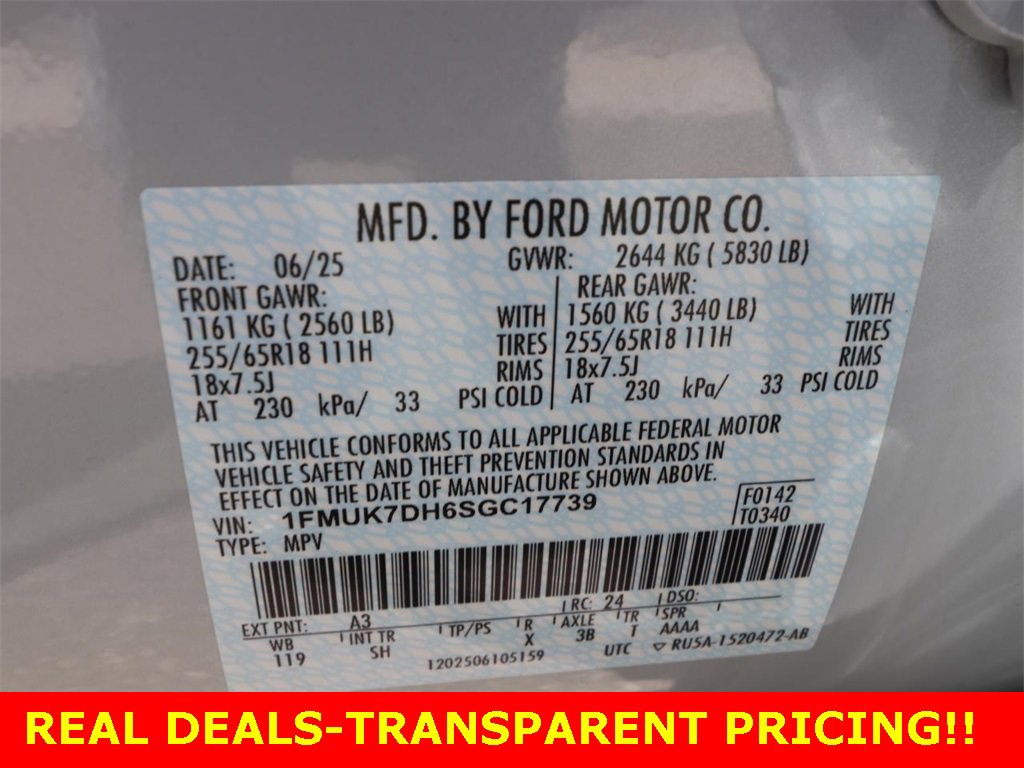 MFD. BY FORD MOTOR CO.
DATE: 06/25 GVWR: 2644 KG ( 5830 LB)
FRONT GAWR: REAR GAWR:
1161 KG ( 2560 LB) WITH 1560 KG ( 3440 LB) WITH
255/65R18 111H TIRES 255/65R18 111H TIRES
18x7.5J RIMS 18x7.5J RIMS
AT 230 kPa/ 33 PSI COLD AT 230 kPa/ 33 PSI COLD
THIS VEHICLE CONFORMS TO ALL APPLICABLE FEDERAL MOTOR
VEHICLE SAFETY AND THEFT PREVENTION STANDARDS IN
EFFECT ON THE DATE OF MANUFACTURE SHOWN ABOVE.
VIN: 1FMUK7DH6SGC17739 F0142
TYPE: MPV T0340
EXT PNT: A3 RC: 24 DSO:
WB INT TR TP/PS R AXLE TR SPR
119 SH X 3B T AAAA
1202506105159 UTC ▽ RU5A-1520472-AB
REAL DEALS-TRANSPARENT PRICING!!